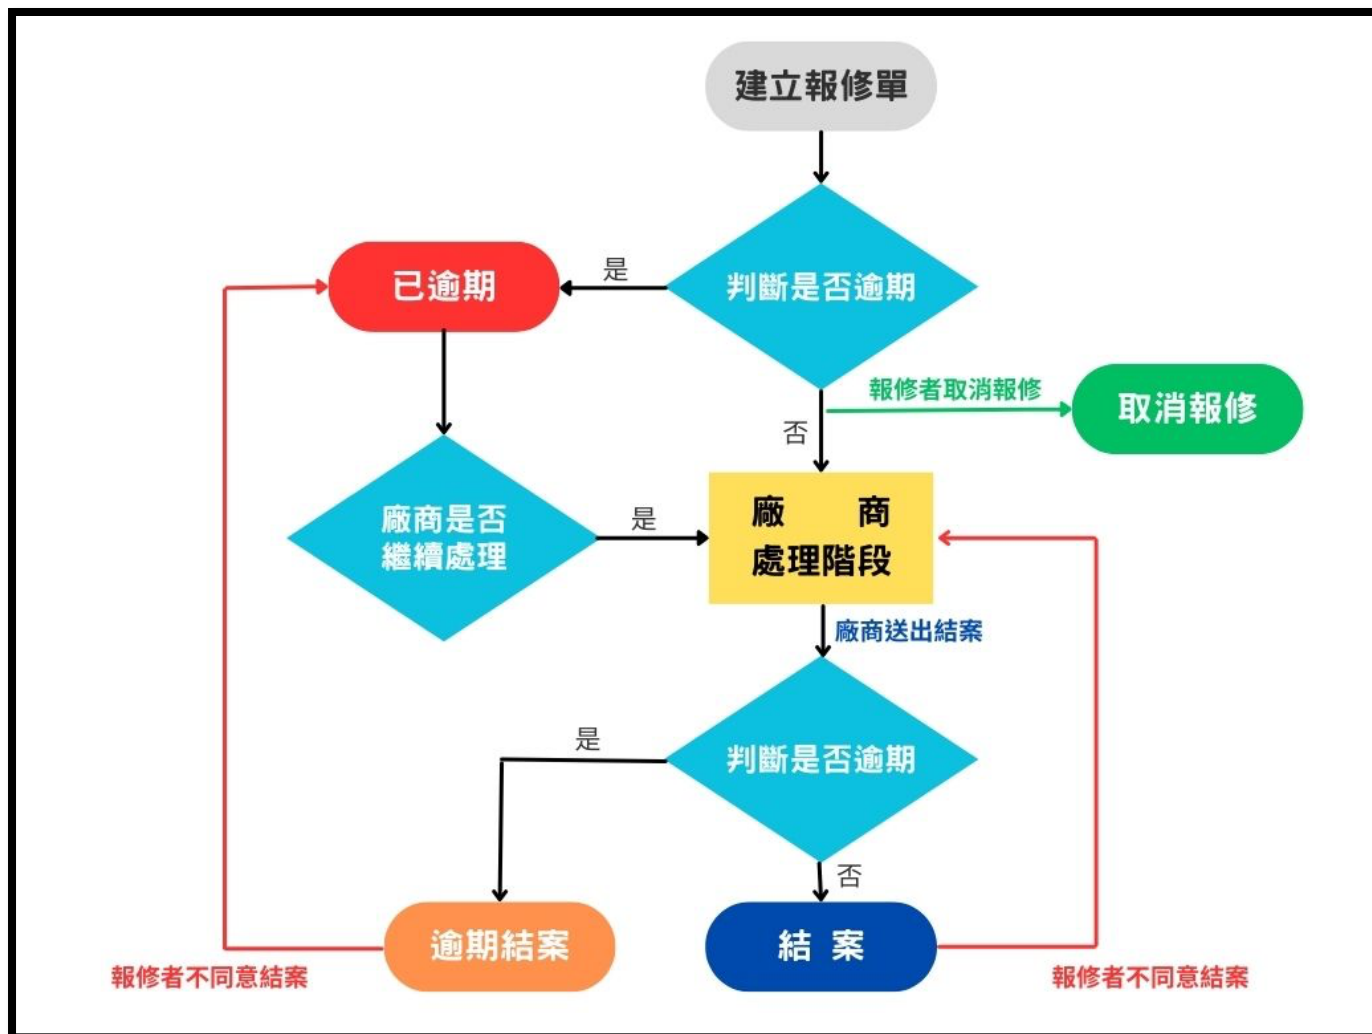 建立報修單
已逾期
是
判斷是否逾期
報修者取消報修
取消報修
否
廠商是否
繼續處理
是
廠 商
處理階段
廠商送出結案
是
判斷是否逾期
否
逾期結案
結 案
報修者不同意結案
報修者不同意結案